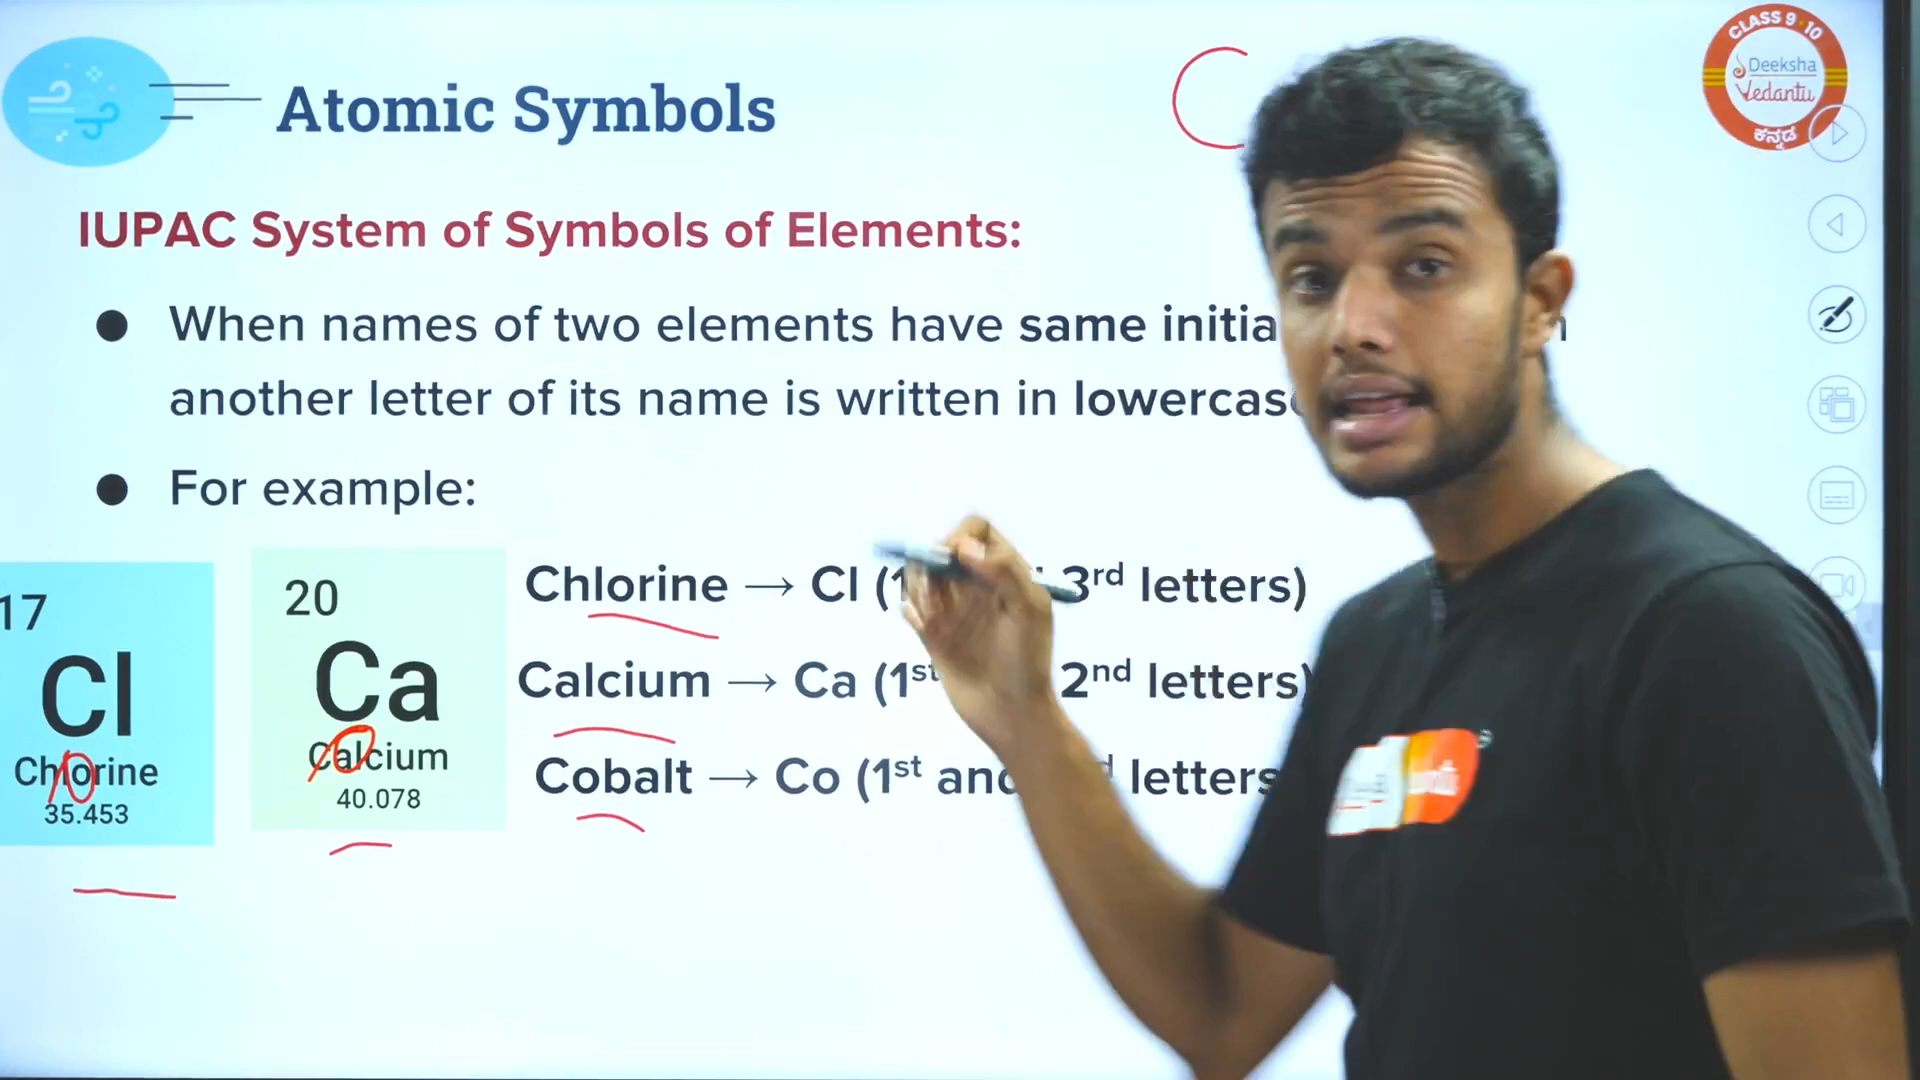 Atomic Symbols
CLASS 9-10
Deeksha
Vedantu
ಕನ್ನಡ
C
IUPAC System of Symbols of Elements:
When names of two elements have same initia
another letter of its name is written in lowercase
For example:
17
Cl
Chlorine
35.453
20
Ca
Calcium
40.078
Chlorine → Cl (1 3rd letters)
Calcium → Ca (1st 2nd letters)
Cobalt → Co (1st and letters